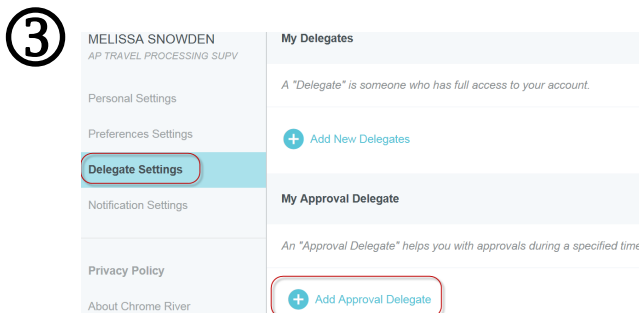 ③
MELISSA SNOWDEN
AP TRAVEL PROCESSING SUPV
Personal Settings
Preferences Settings
Delegate Settings
Notification Settings
Privacy Policy
About Chrome River
My Delegates
A "Delegate" is someone who has full access to your account.
Add New Delegates
My Approval Delegate
An "Approval Delegate" helps you with approvals during a specified time
Add Approval Delegate